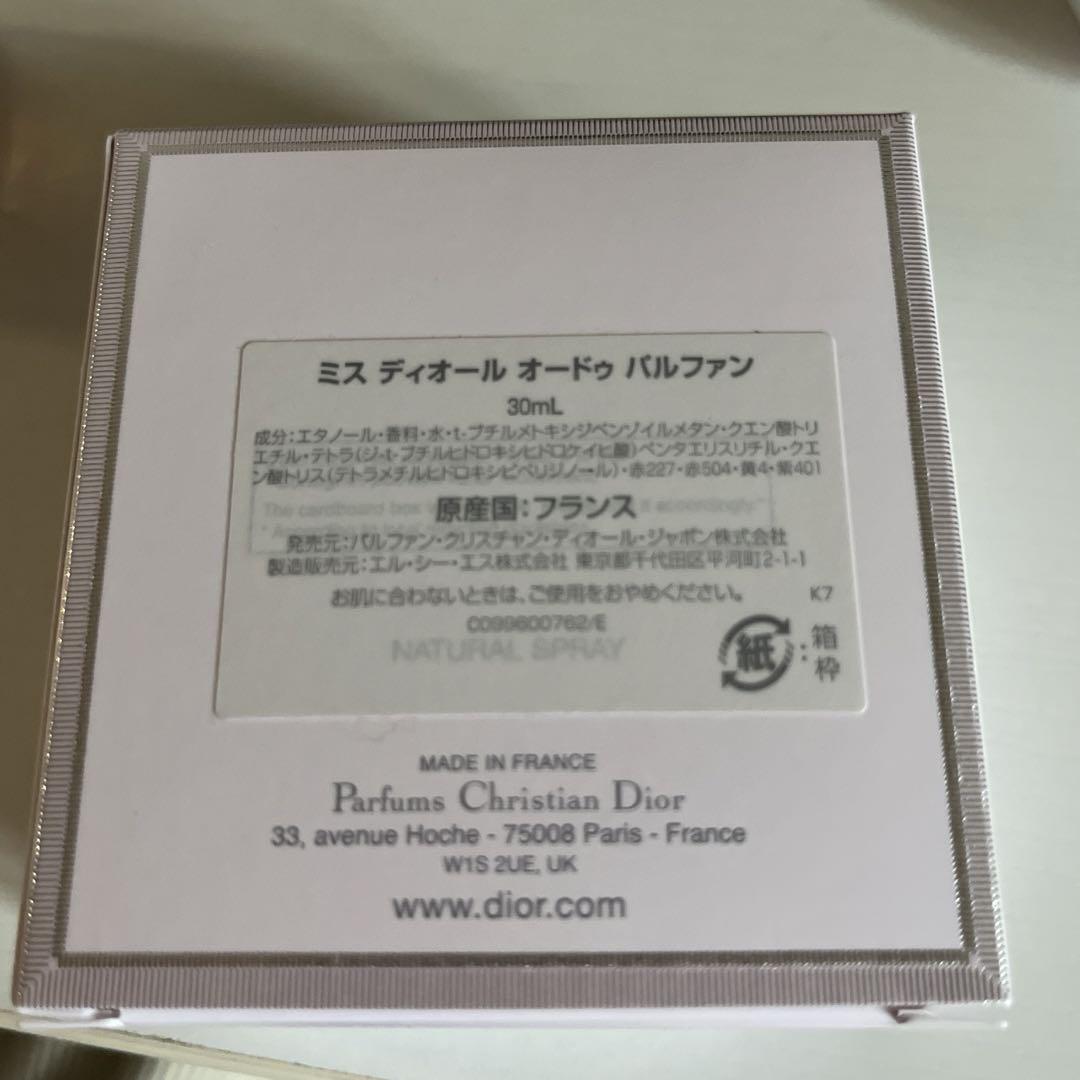 ミス ディオール オードゥ パルファン
30mL
成分:エタノール・香料・水・t-ブチルメトキシジベンゾイルメタン・クエン酸トリ
エチル・テトラ(ジ-t-ブチルヒドロキシヒドロケイヒ酸)ペンタエリスリチル・クエ
ン酸トリス(テトラメチルヒドロキシピペリジノール)・赤227・赤504・黄4・紫401
The cardboard box
accordingly."
原産国:フランス
発売元:パルファン・クリスチャン・ディオール・ジャポン株式会社
製造販売元:エル・シー・エス株式会社 東京都千代田区平河町2-1-1
お肌に合わないときは、ご使用をおやめください。 K7
C099600762/E
NATURAL SPRAY
紙:箱
枠
MADE IN FRANCE
Parfums Christian Dior
33, avenue Hoche - 75008 Paris - France
W1S 2UE, UK
www.dior.com